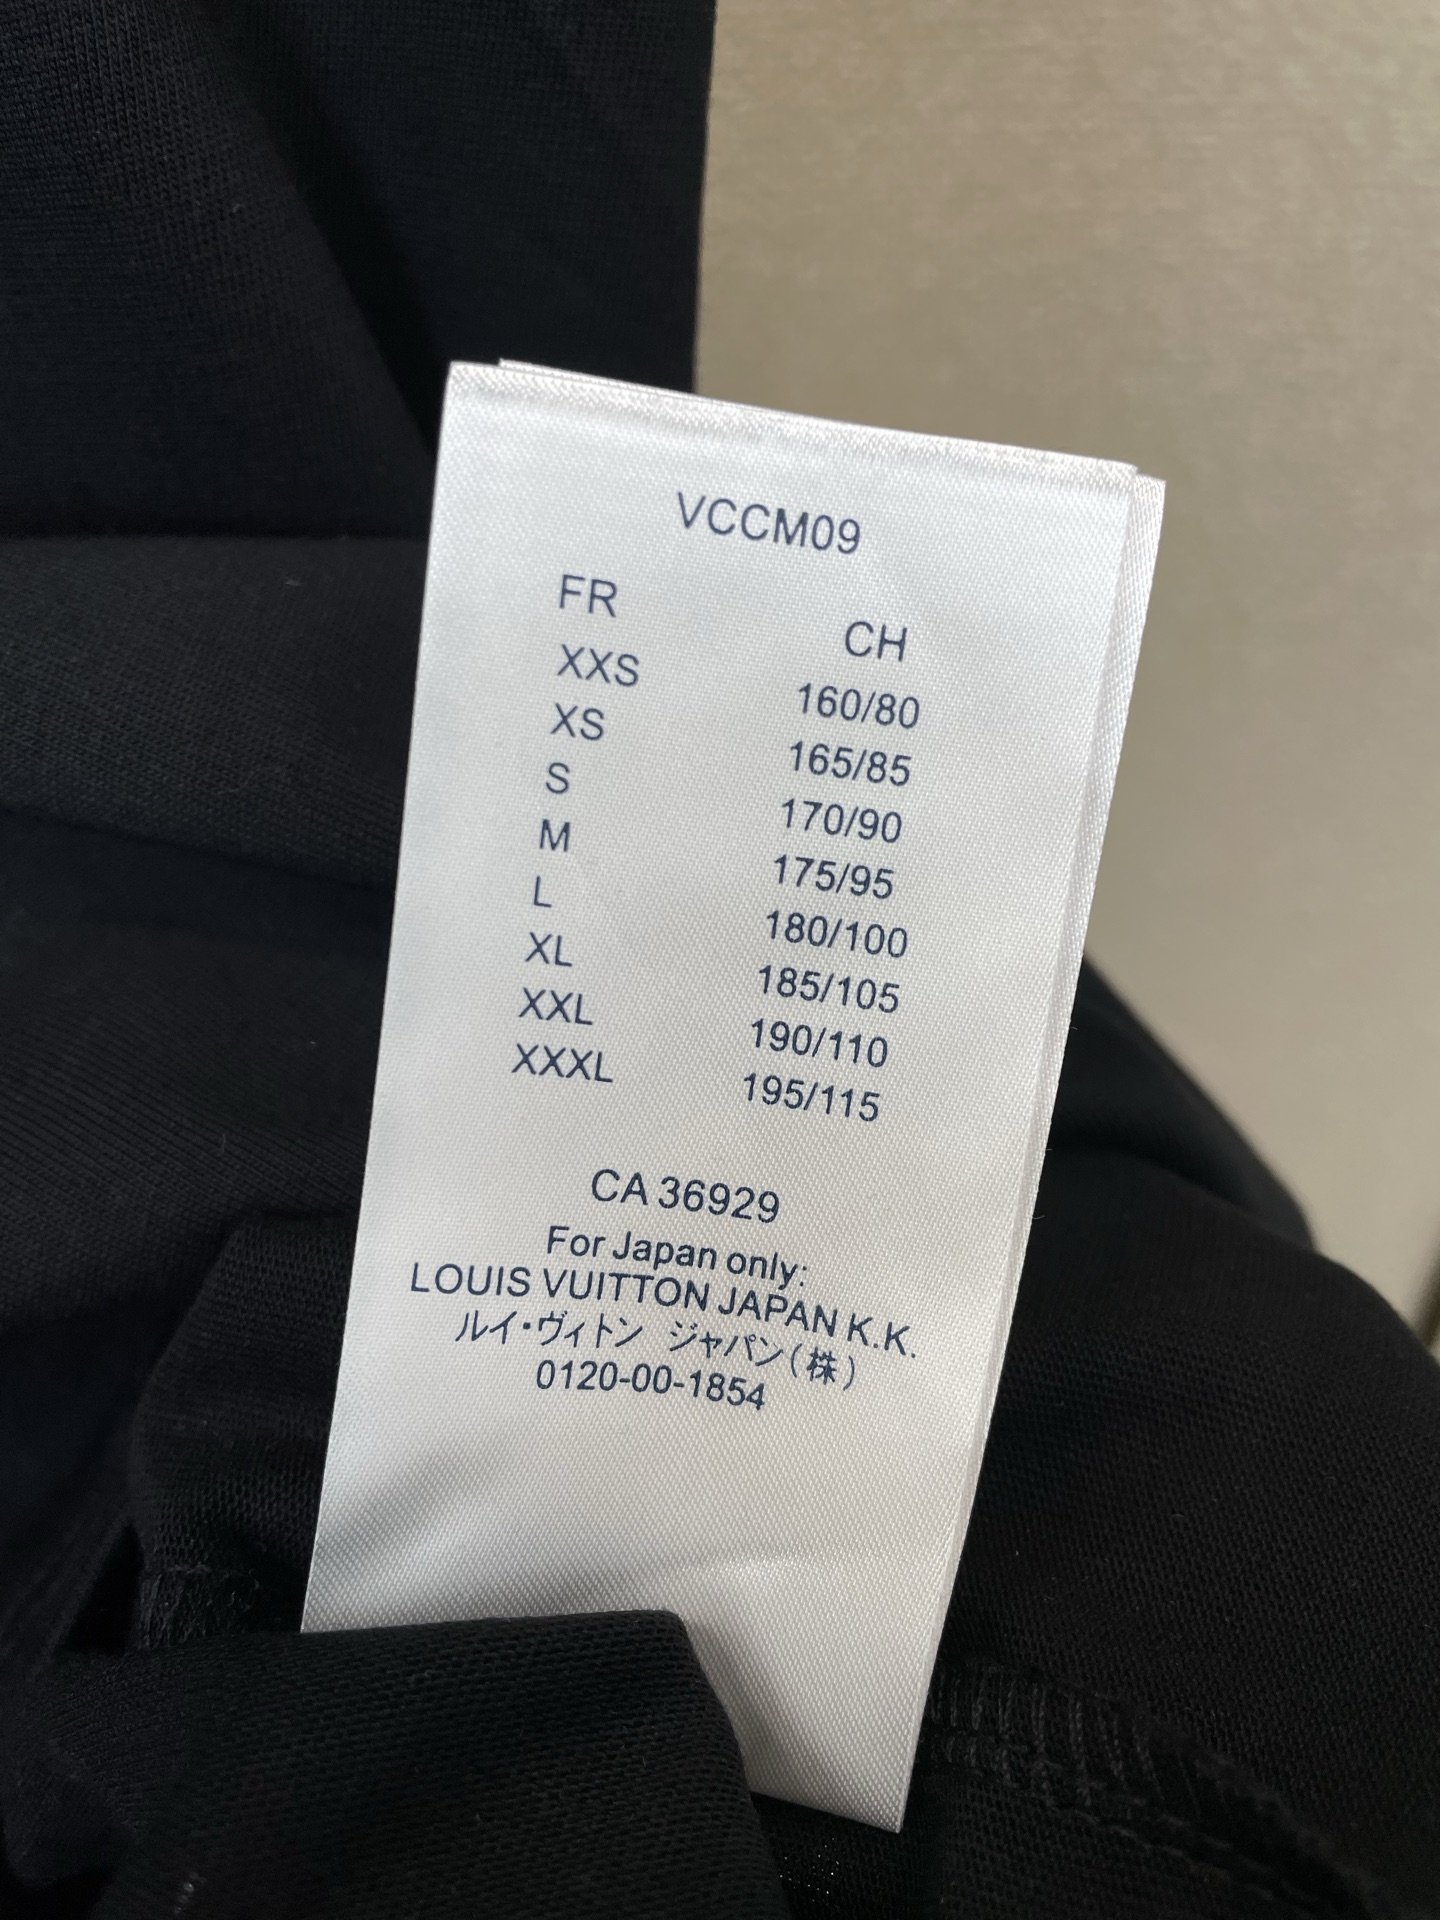 VCCM09
FR CH
XXS 160/80
XS 165/85
S 170/90
M 175/95
L 180/100
XL 185/105
XXL 190/110
XXXL 195/115
CA 36929
For Japan only:
LOUIS VUITTON JAPAN K.K.
ルイ・ヴィトン ジャパン(株)
0120-00-1854